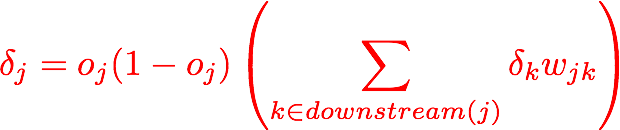 δ_j = o_j(1 − o_j) ( ∑_{k∈downstream(j)} δ_k w_{jk} )